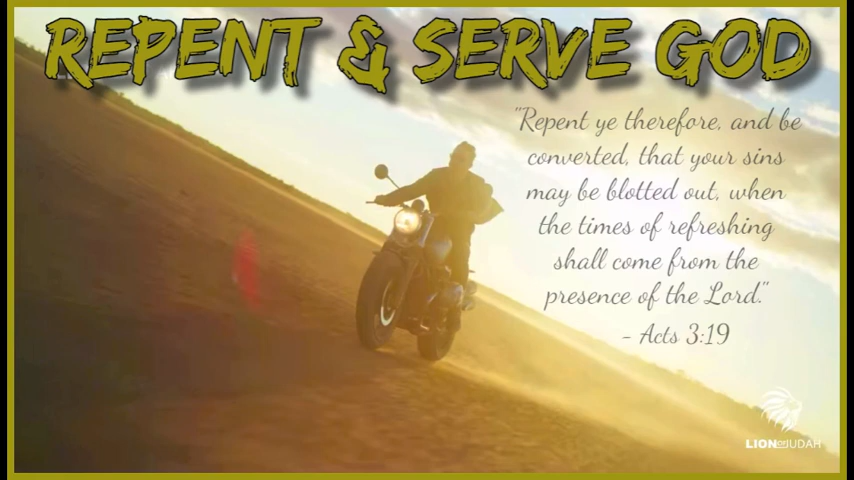 REPENT & SERVE GOD
"Repent ye therefore, and be
converted, that your sins
may be blotted out, when
the times of refreshing
shall come from the
presence of the Lord."
- Acts 3:19
LION OF JUDAH